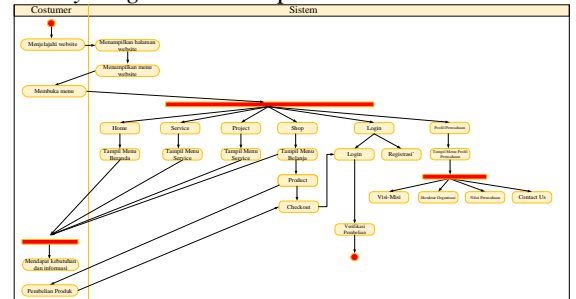 Costumer
Sistem
Menjelajahi website
Menampilkan halaman
website
Menampilkan menu
website
Membuka menu
Home
Service
Project
Shop
Login
Profil Perusahaan
Tampil Menu
Beranda
Tampil Menu
Service
Tampil Menu
Service
Tampil Menu
Belanja
Login
Registrasi`
Tampil Menu Profil
Perusahaan
Product
Visi-Misi
Struktur Organisasi
Nilai Perusahaan
Contact Us
Checkout
Verifikasi
Pembelian
Mendapat kebutuhan
dan informasi
Pembelian Produk